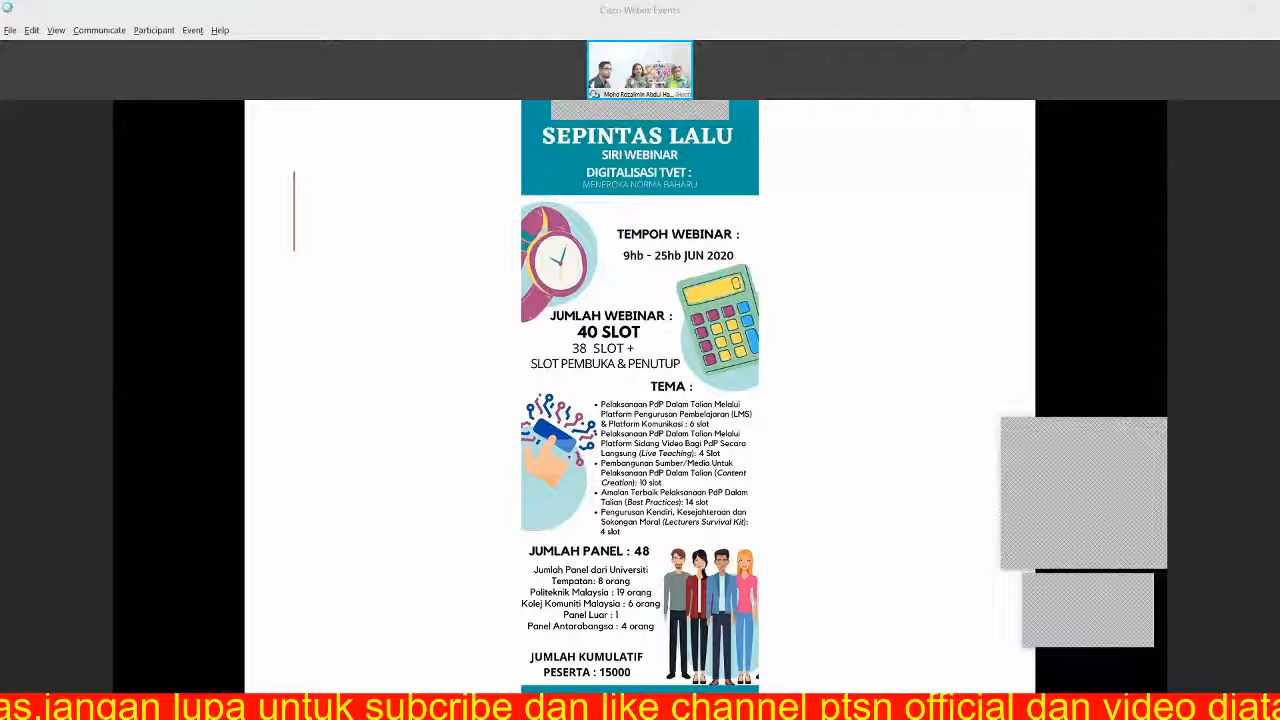 Cisco Webex Events
File Edit View Communicate Participant Event Help
Mohd Rozaimin Abdul Ha... (Host)
SEPINTAS LALU
SIRI WEBINAR
DIGITALISASI TVET :
MENEROKA NORMA BAHARU
TEMPOH WEBINAR :
9hb - 25hb JUN 2020
JUMLAH WEBINAR :
40 SLOT
38 SLOT +
SLOT PEMBUKA & PENUTUP
TEMA :
• Pelaksanaan PdP Dalam Talian Melalui
Platform Pengurusan Pembelajaran (LMS)
& Platform Komunikasi : 6 slot
• Pelaksanaan PdP Dalam Talian Melalui
Platform Sidang Video Bagi PdP Secara
Langsung (Live Teaching): 4 Slot
• Pembangunan Sumber/Media Untuk
Pelaksanaan PdP Dalam Talian (Content
Creation): 10 slot
• Amalan Terbaik Pelaksanaan PdP Dalam
Talian (Best Practices): 14 slot
• Pengurusan Kendiri, Kesejahteraan dan
Sokongan Moral (Lecturers Survival Kit):
4 slot
JUMLAH PANEL : 48
Jumlah Panel dari Universiti
Tempatan: 8 orang
Politeknik Malaysia : 19 orang
Kolej Komuniti Malaysia : 6 orang
Panel Luar : 1
Panel Antarabangsa : 4 orang
JUMLAH KUMULATIF
PESERTA : 15000
as.jangan lupa untuk subcribe dan like channel ptsn official dan video diata